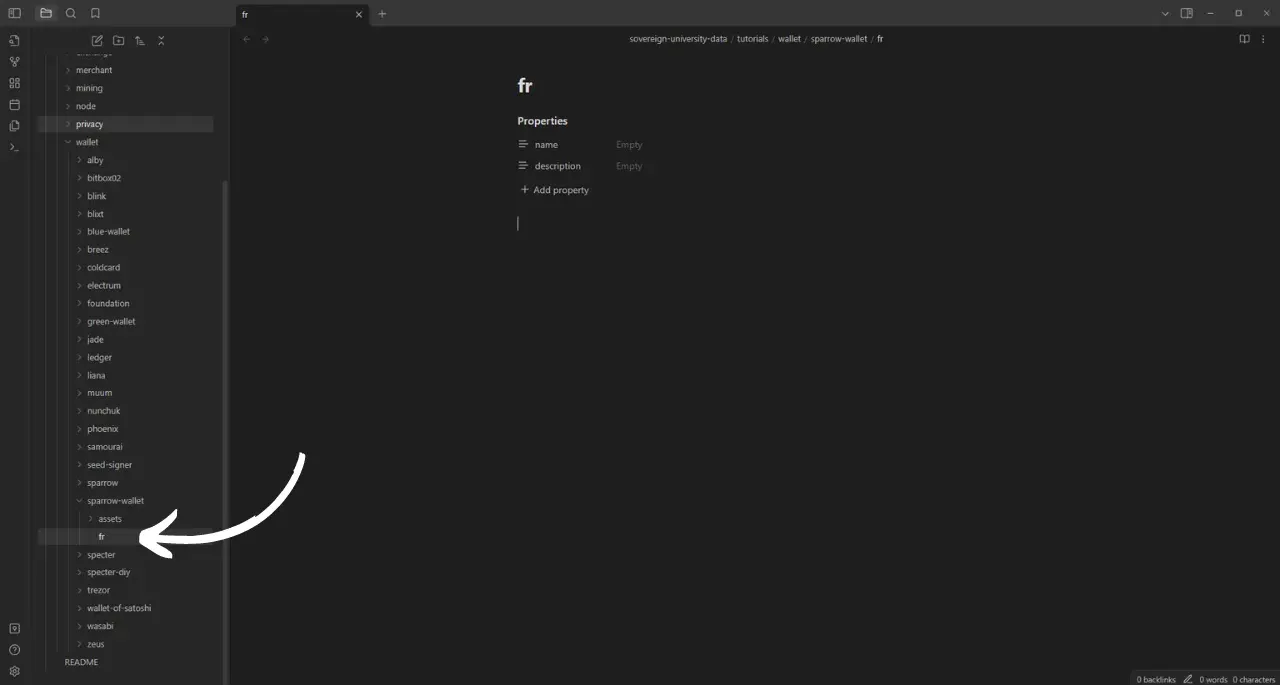 fr
sovereign-university-data / tutorials / wallet / sparrow-wallet / fr
merchant
mining
node
privacy
wallet
alby
bitbox02
blink
blixt
blue-wallet
breez
coldcard
electrum
foundation
green-wallet
jade
ledger
liana
muum
nunchuk
phoenix
samourai
seed-signer
sparrow
sparrow-wallet
assets
fr
specter
specter-diy
trezor
wallet-of-satoshi
wasabi
zeus
README
fr
Properties
name Empty
description Empty
+ Add property
0 backlinks 0 words 0 characters